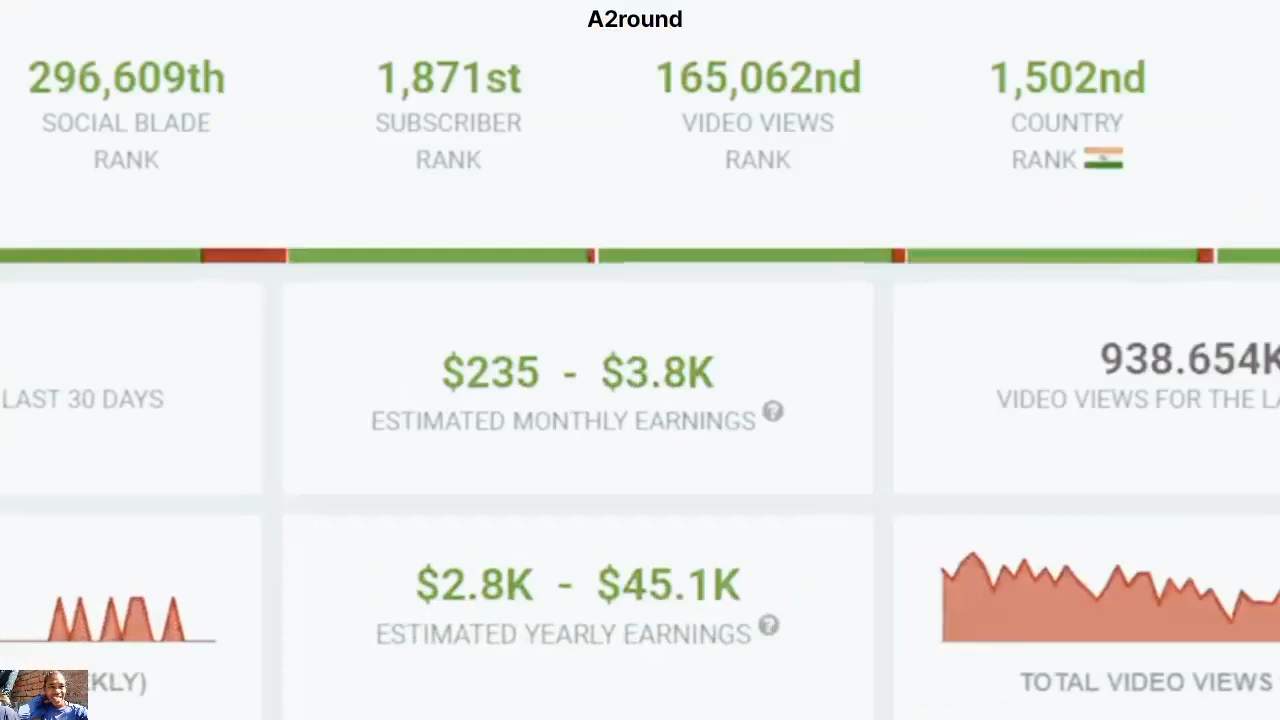 A2round
296,609th
SOCIAL BLADE
RANK
1,871st
SUBSCRIBER
RANK
165,062nd
VIDEO VIEWS
RANK
1,502nd
COUNTRY
RANK
LAST 30 DAYS
$235 - $3.8K
ESTIMATED MONTHLY EARNINGS ?
938.654K
VIDEO VIEWS FOR THE LA
KLY)
$2.8K - $45.1K
ESTIMATED YEARLY EARNINGS ?
TOTAL VIDEO VIEWS